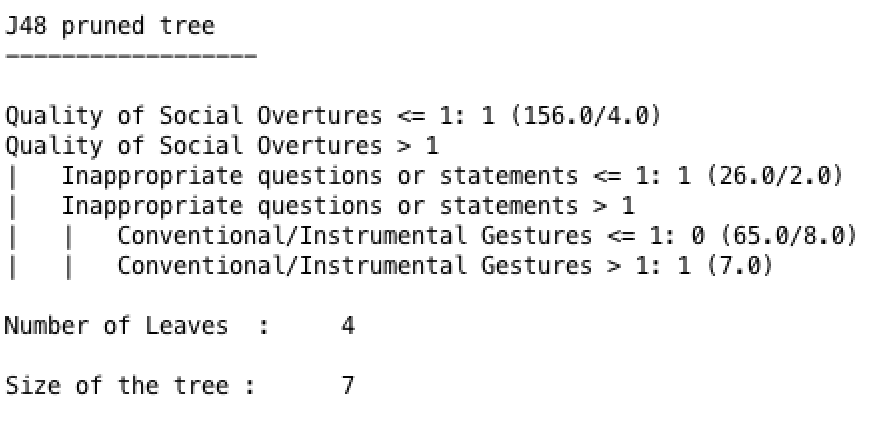 J48 pruned tree
------------------
Quality of Social Overtures <= 1: 1 (156.0/4.0)
Quality of Social Overtures > 1
|   Inappropriate questions or statements <= 1: 1 (26.0/2.0)
|   Inappropriate questions or statements > 1
|   |   Conventional/Instrumental Gestures <= 1: 0 (65.0/8.0)
|   |   Conventional/Instrumental Gestures > 1: 1 (7.0)
Number of Leaves  :     4
Size of the tree :      7